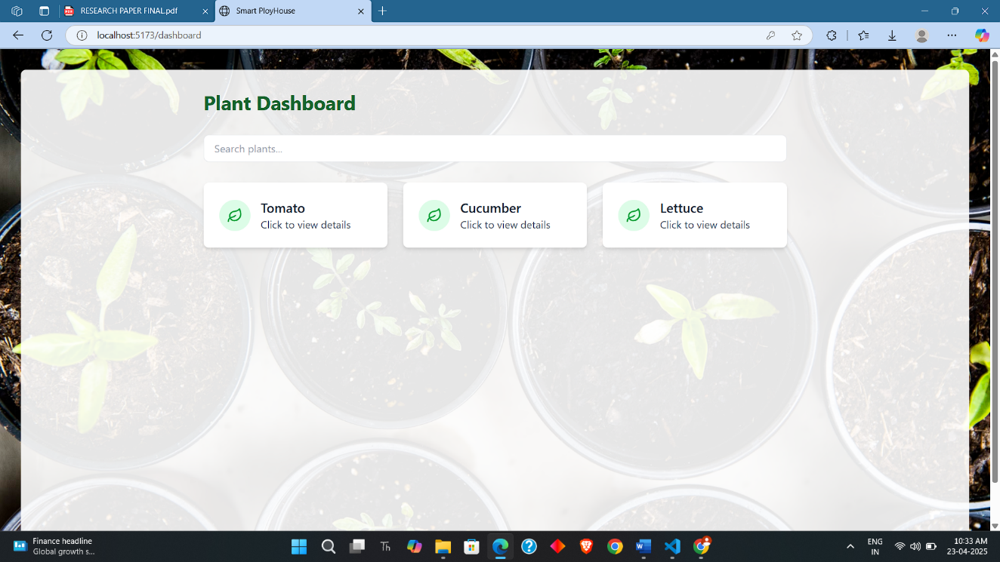 RESEARCH PAPER FINAL.pdf
Smart PloyHouse
localhost:5173/dashboard
Plant Dashboard
Search plants...
Tomato
Click to view details
Cucumber
Click to view details
Lettuce
Click to view details
Finance headline
Global growth s...
Th
ENG
IN
10:33 AM
23-04-2025